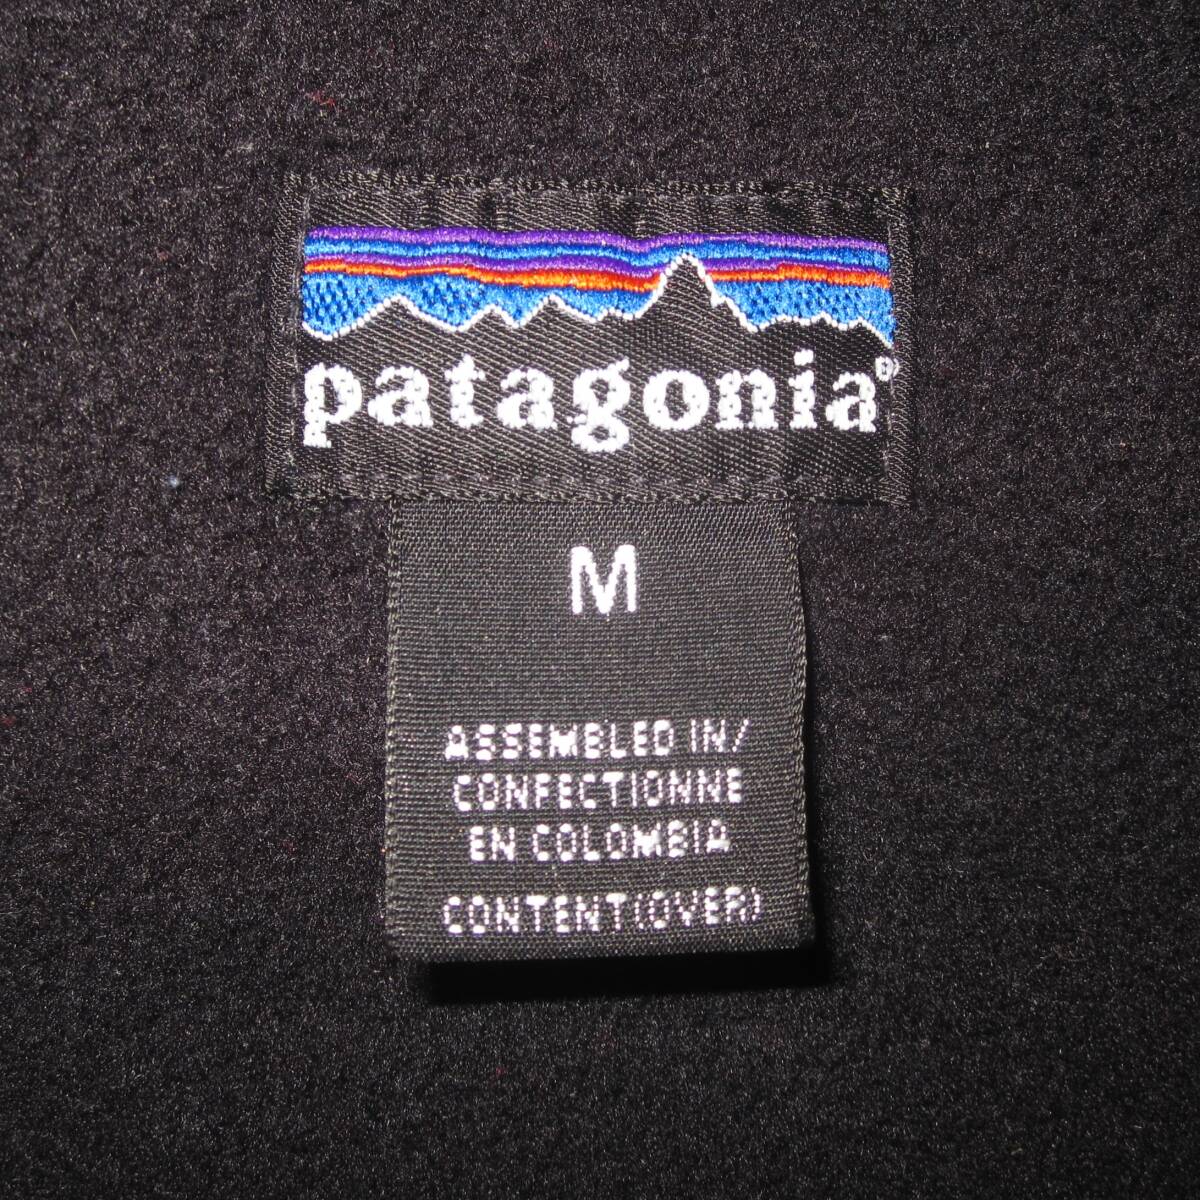 patagonia®
M
ASSEMBLED IN/
CONFECTIONNE
EN COLOMBIA
CONTENT(OVER)